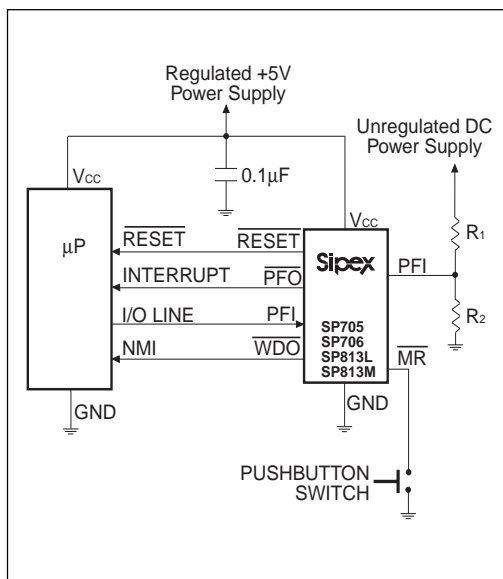 Regulated +5V
Power Supply
Unregulated DC
Power Supply
VCC
0.1µF
VCC
µP
RESET
RESET
Sipex
PFI
R1
INTERRUPT
PFO
I/O LINE
PFI
SP705
SP706
SP813L
SP813M
R2
NMI
WDO
MR
GND
GND
PUSHBUTTON
SWITCH